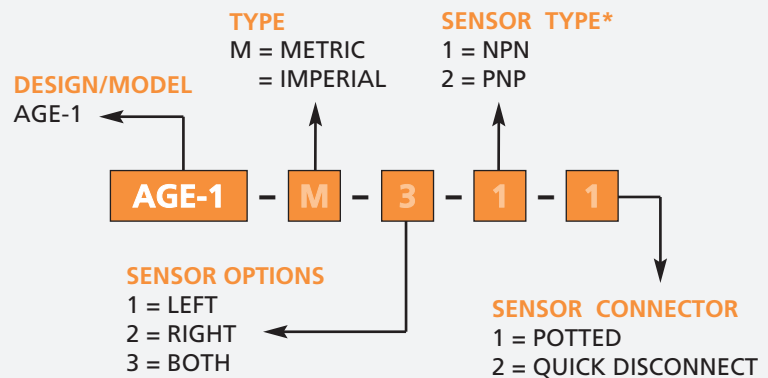 TYPE
M = METRIC
= IMPERIAL
SENSOR TYPE*
1 = NPN
2 = PNP
DESIGN/MODEL
AGE-1
AGE-1 - M - 3 - 1 - 1
SENSOR OPTIONS
1 = LEFT
2 = RIGHT
3 = BOTH
SENSOR CONNECTOR
1 = POTTED
2 = QUICK DISCONNECT